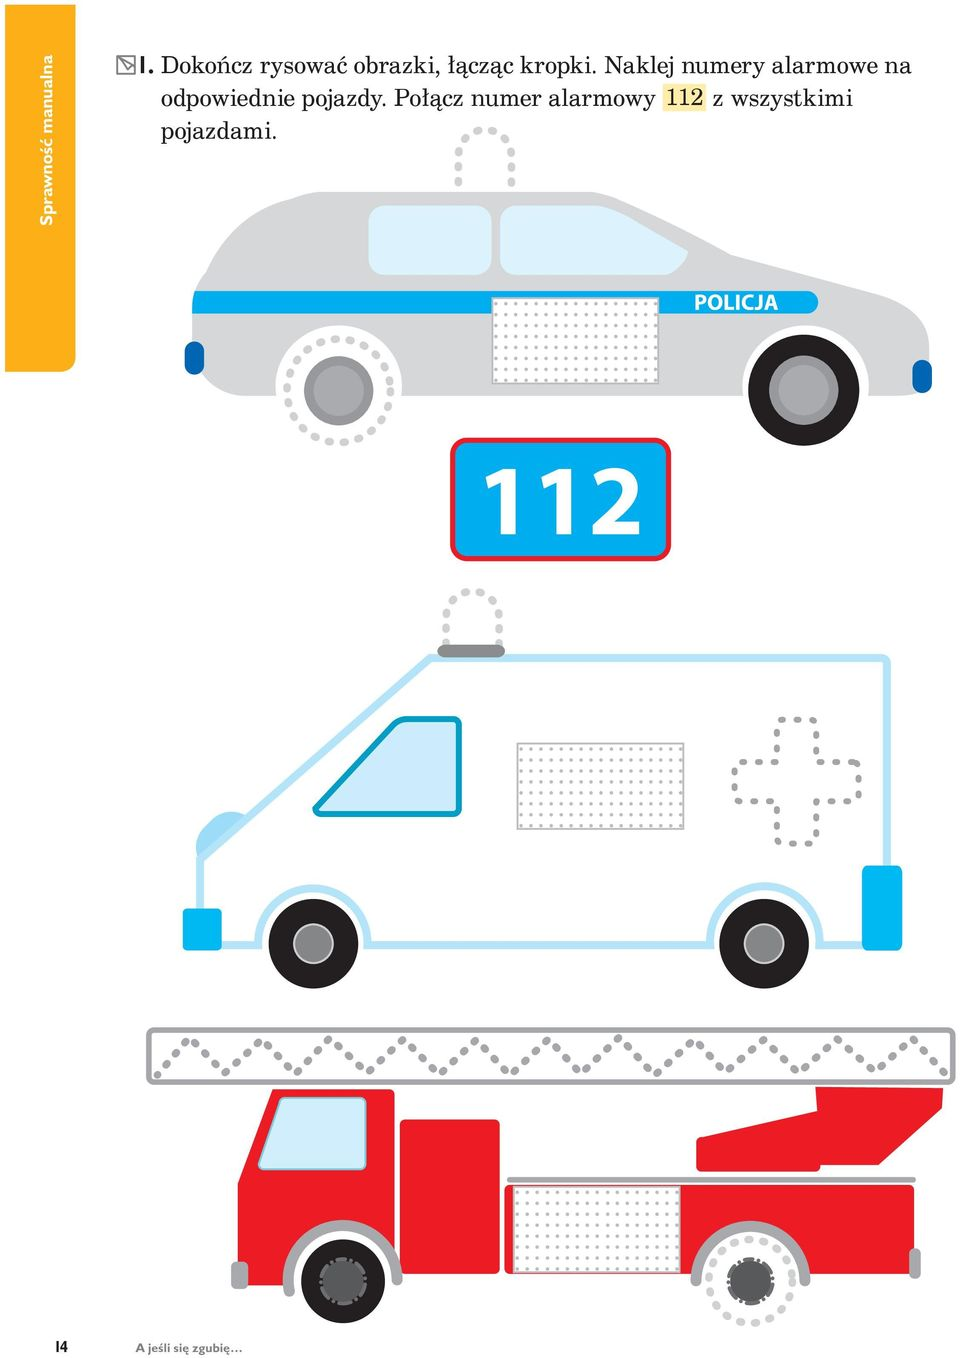 Sprawność manualna
1. Dokończ rysować obrazki, łącząc kropki. Naklej numery alarmowe na
odpowiednie pojazdy. Połącz numer alarmowy 112 z wszystkimi
pojazdami.
POLICJA
112
14 A jeśli się zgubię...